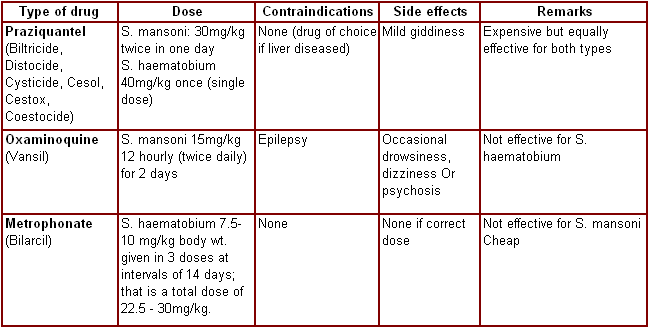 Type of drug
Dose
Contraindications
Side effects
Remarks
Praziquantel
(Biltricide,
Distocide,
Cysticide, Cesol,
Cestox,
Coestocide)
S. mansoni: 30mg/kg
twice in one day
S. haematobium
40mg/kg once (single
dose)
None (drug of choice
if liver diseased)
Mild giddiness
Expensive but equally
effective for both types
Oxaminoquine
(Vansil)
S. mansoni 15mg/kg
12 hourly (twice daily)
for 2 days
Epilepsy
Occasional
drowsiness,
dizziness Or
psychosis
Not effective for S.
haematobium
Metrophonate
(Bilarcil)
S. haematobium 7.5-
10 mg/kg body wt.
given in 3 doses at
intervals of 14 days;
that is a total dose of
22.5 - 30mg/kg.
None
None if correct
dose
Not effective for S. mansoni
Cheap